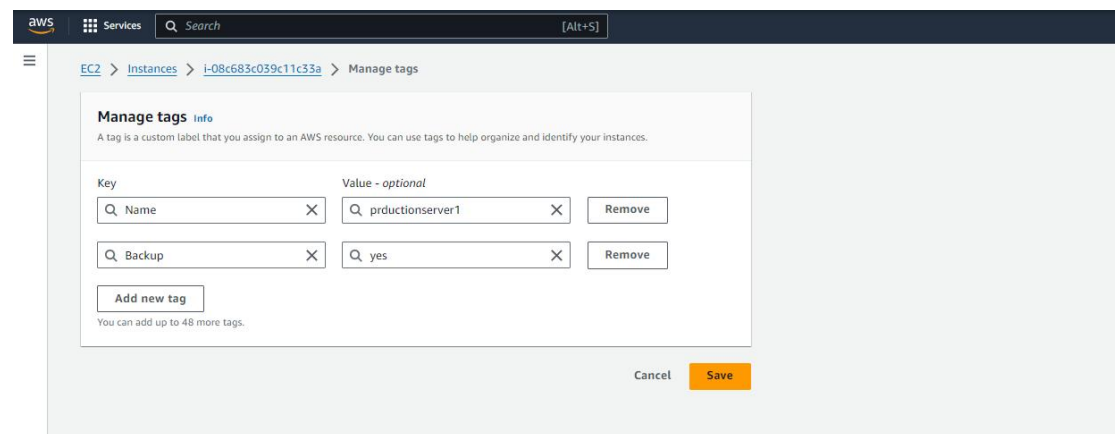 aws Services Search [Alt+S]
EC2 > Instances > i-08c683c039c11c33a > Manage tags
Manage tags Info
A tag is a custom label that you assign to an AWS resource. You can use tags to help organize and identify your instances.
Key Value - optional
Name prductionserver1 Remove
Backup yes Remove
Add new tag
You can add up to 48 more tags.
Cancel Save